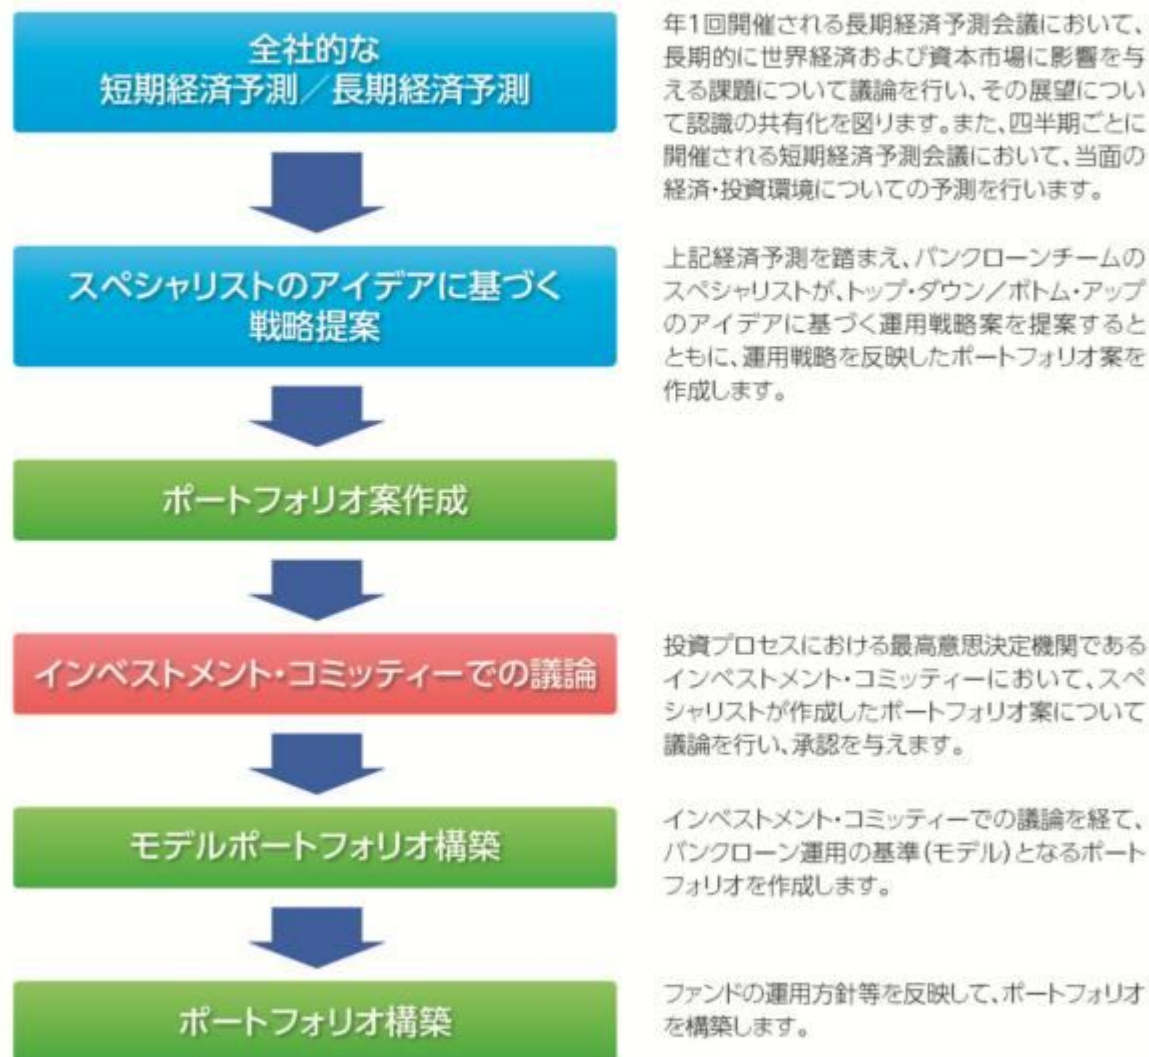 全社的な
短期経済予測／長期経済予測
年1回開催される長期経済予測会議において、
長期的に世界経済および資本市場に影響を与
える課題について議論を行い、その展望につい
て認識の共有化を図ります。また、四半期ごとに
開催される短期経済予測会議において、当面の
経済・投資環境についての予測を行います。
スペシャリストのアイデアに基づく
戦略提案
上記経済予測を踏まえ、バンクローンチームの
スペシャリストが、トップ・ダウン／ボトム・アップ
のアイデアに基づく運用戦略案を提案すると
ともに、運用戦略を反映したポートフォリオ案を
作成します。
ポートフォリオ案作成
インベストメント・コミッティーでの議論
投資プロセスにおける最高意思決定機関である
インベストメント・コミッティーにおいて、スペ
シャリストが作成したポートフォリオ案について
議論を行い、承認を与えます。
モデルポートフォリオ構築
インベストメント・コミッティーでの議論を経て、
バンクローン運用の基準(モデル)となるポート
フォリオを作成します。
ポートフォリオ構築
ファンドの運用方針等を反映して、ポートフォリオ
を構築します。